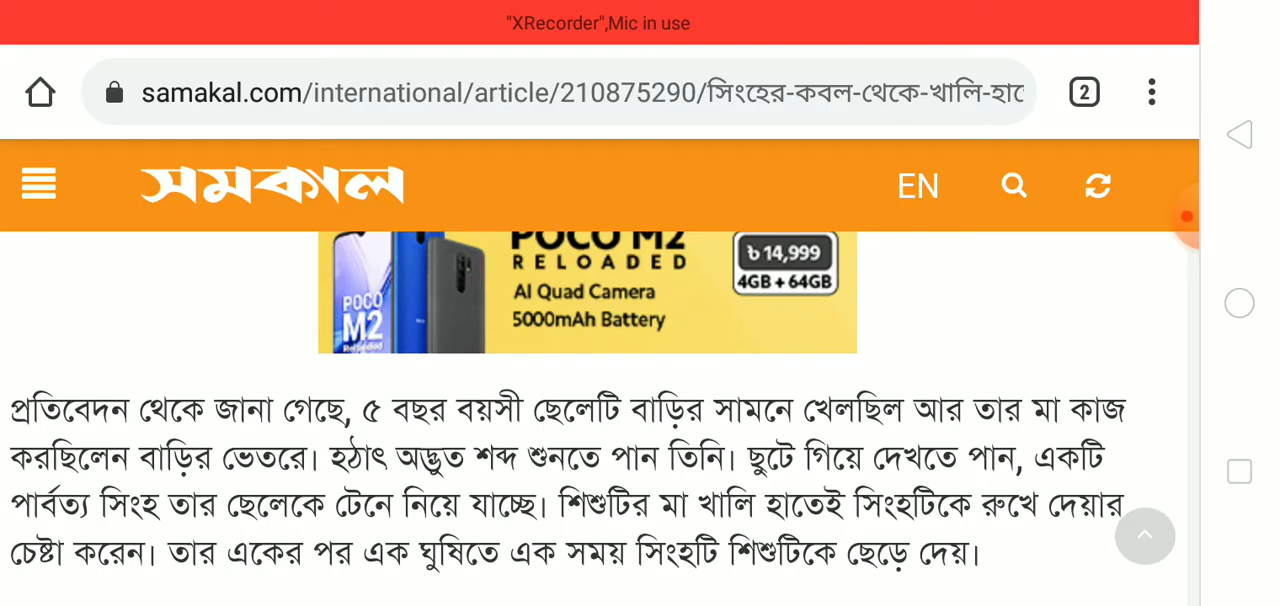 "XRecorder",Mic in use
samakal.com/international/article/210875290/সিংহের-কবল-থেকে-খালি-হাতে
2
সমকাল
EN
POCO M2
RELOADED
৳ 14,999
4GB + 64GB
AI Quad Camera
5000mAh Battery
POCO
M2
Reloaded
প্রতিবেদন থেকে জানা গেছে, ৫ বছর বয়সী ছেলেটি বাড়ির সামনে খেলছিল আর তার মা কাজ
করছিলেন বাড়ির ভেতরে। হঠাৎ অদ্ভুত শব্দ শুনতে পান তিনি। ছুটে গিয়ে দেখতে পান, একটি
পার্বত্য সিংহ তার ছেলেকে টেনে নিয়ে যাচ্ছে। শিশুটির মা খালি হাতেই সিংহটিকে রুখে দেয়ার
চেষ্টা করেন। তার একের পর এক ঘুষিতে এক সময় সিংহটি শিশুটিকে ছেড়ে দেয়।